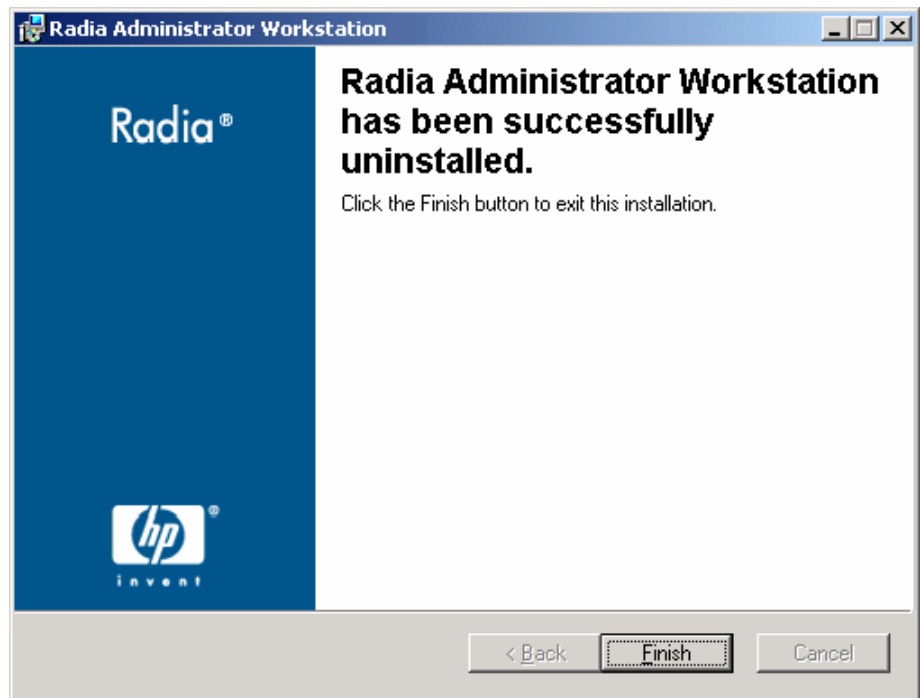 Radia Administrator Workstation
Radia®
Radia Administrator Workstation
has been successfully
uninstalled.
Click the Finish button to exit this installation.
hp®
invent
< Back
Finish
Cancel